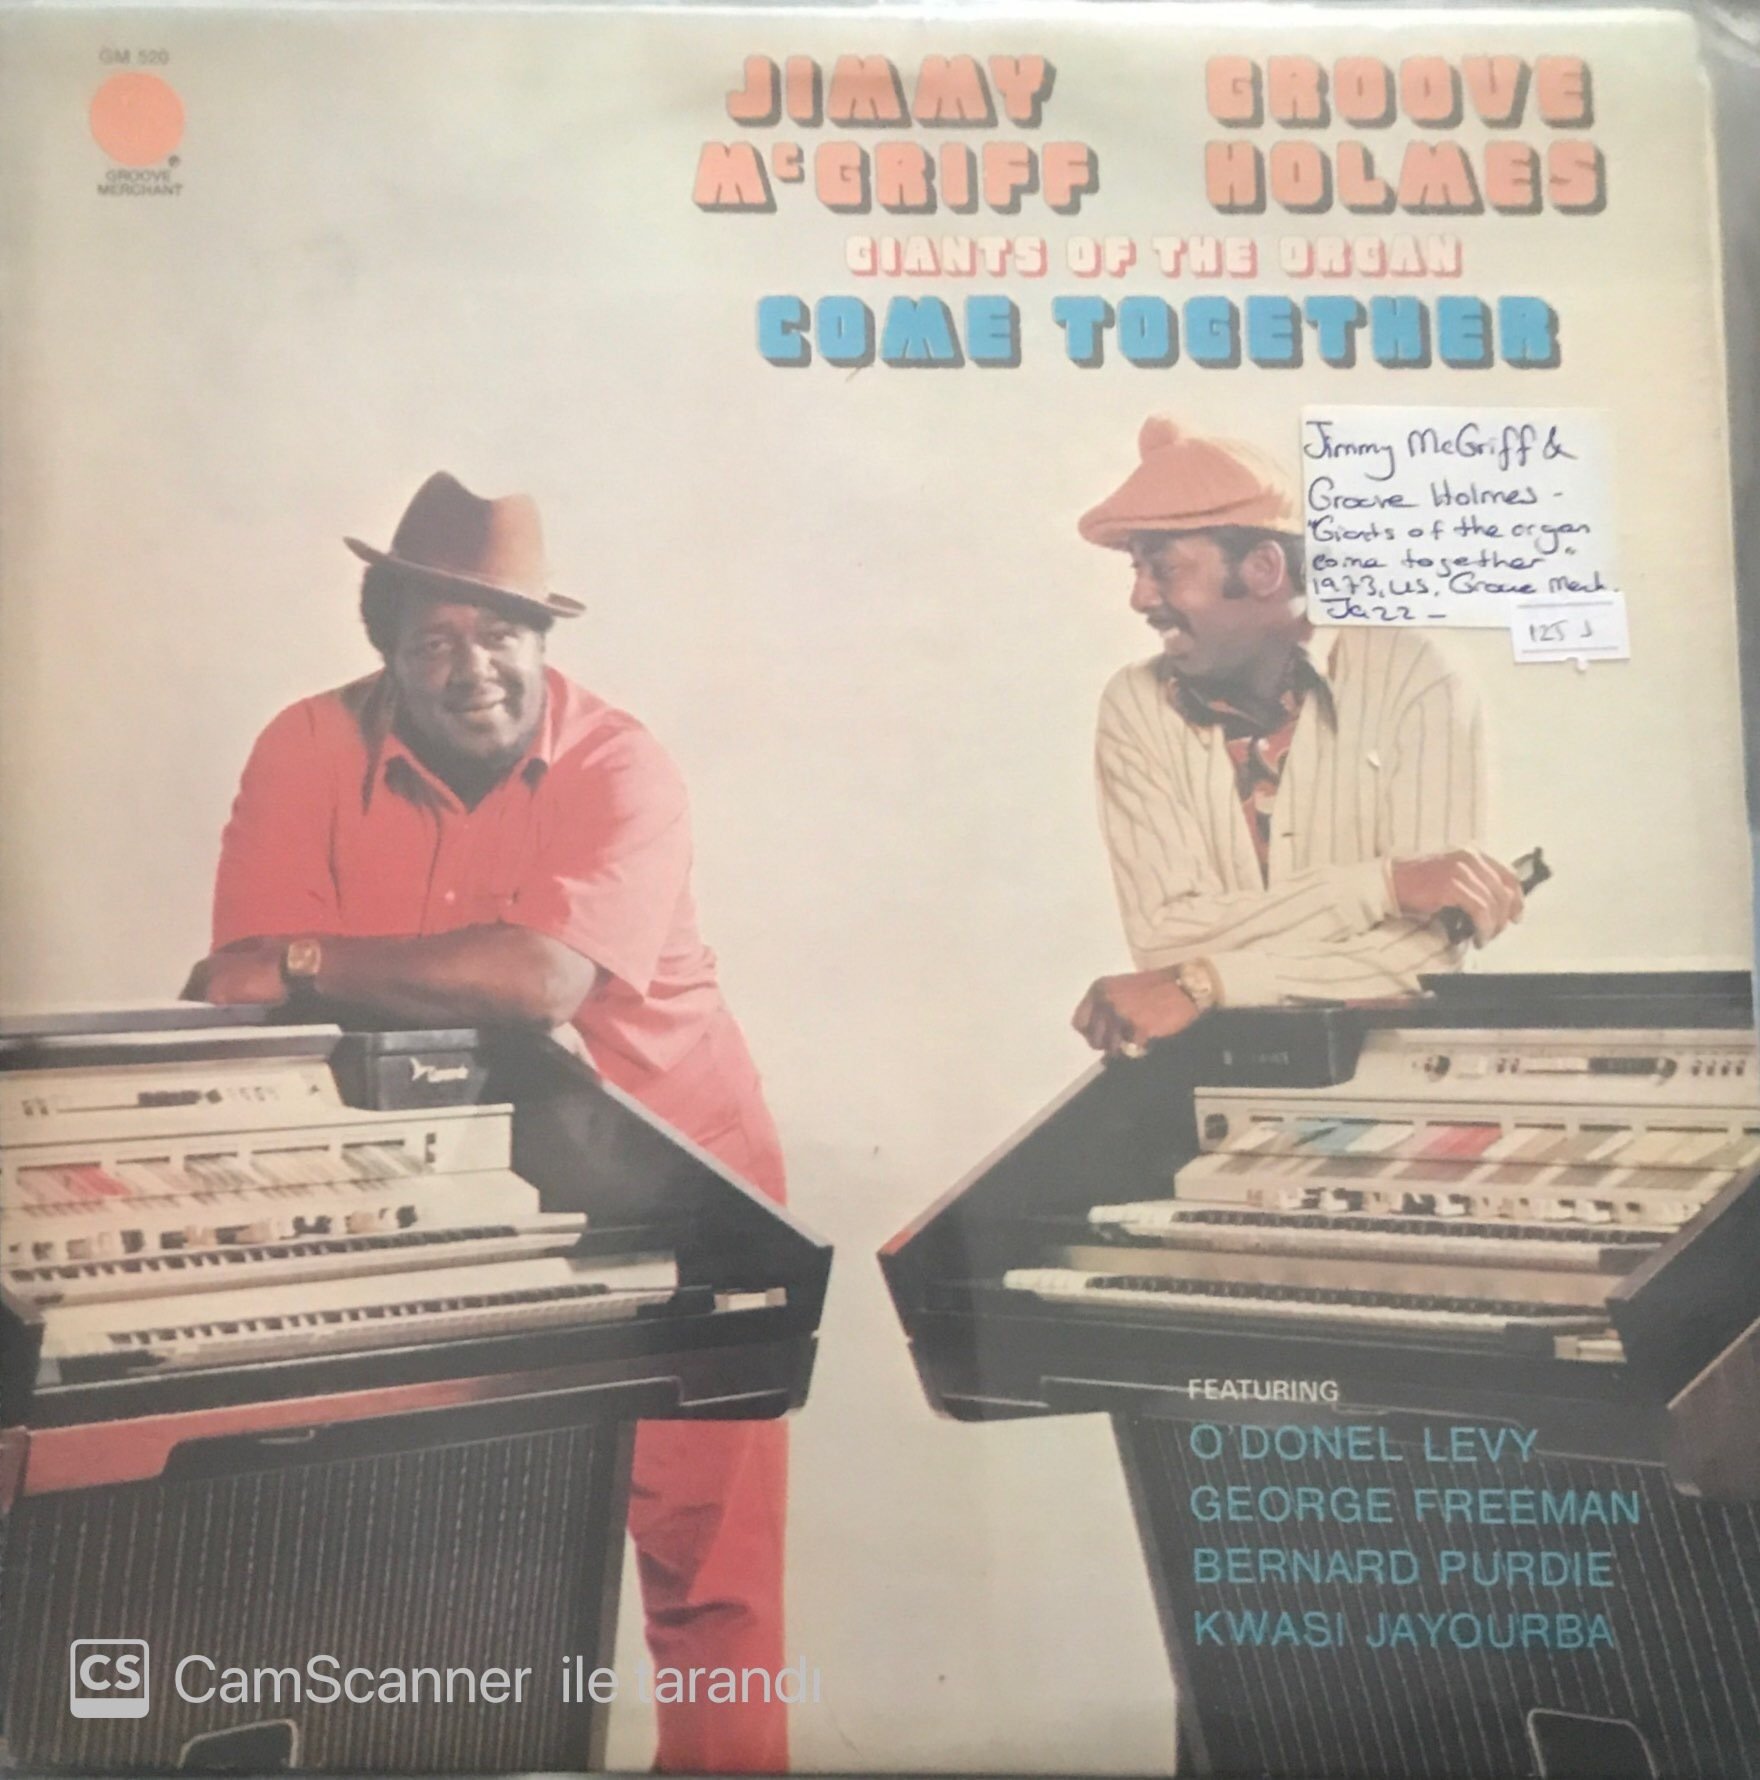 GM 520
GROOVE
MERCHANT
JIMMY GROOVE
McGRIFF HOLMES
GIANTS OF THE ORGAN
COME TOGETHER
Jimmy McGriff &
Groove Holmes -
"Giants of the organ
come together"
1973, US, Groove Merch.
Jazz -
FEATURING
O'DONEL LEVY
GEORGE FREEMAN
BERNARD PURDIE
KWASI JAYOURBA
CS CamScanner ile tarandı